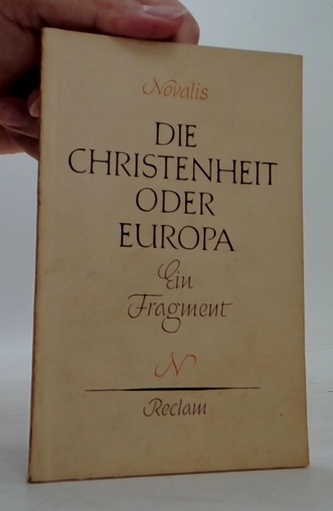 Novalis
DIE
CHRISTENHEIT
ODER
EUROPA
Ein
Fragment
N
Reclam